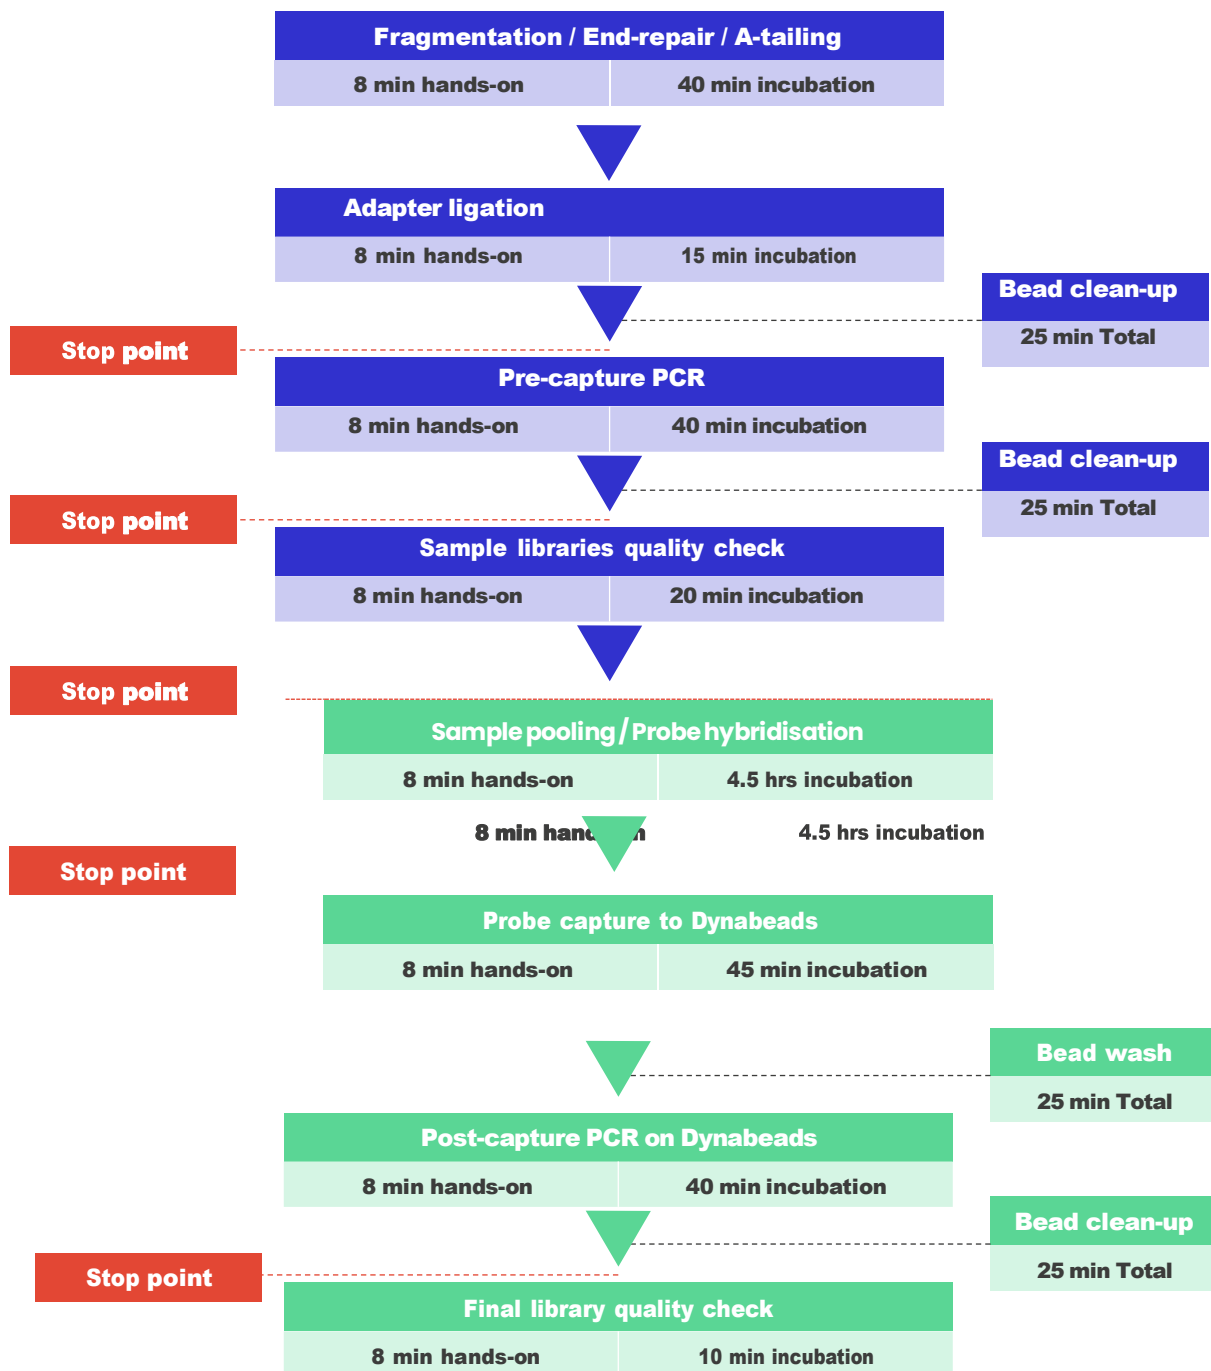 Fragmentation / End-repair / A-tailing
8 min hands-on
40 min incubation
Adapter ligation
8 min hands-on
15 min incubation
Bead clean-up
25 min Total
Stop point
Pre-capture PCR
8 min hands-on
40 min incubation
Bead clean-up
25 min Total
Stop point
Sample libraries quality check
8 min hands-on
20 min incubation
Stop point
Sample pooling / Probe hybridisation
8 min hands-on
4.5 hrs incubation
8 min
4.5 hrs incubation
Stop point
Probe capture to Dynabeads
8 min hands-on
45 min incubation
Bead wash
25 min Total
Post-capture PCR on Dynabeads
8 min hands-on
40 min incubation
Bead clean-up
25 min Total
Stop point
Final library quality check
8 min hands-on
10 min incubation